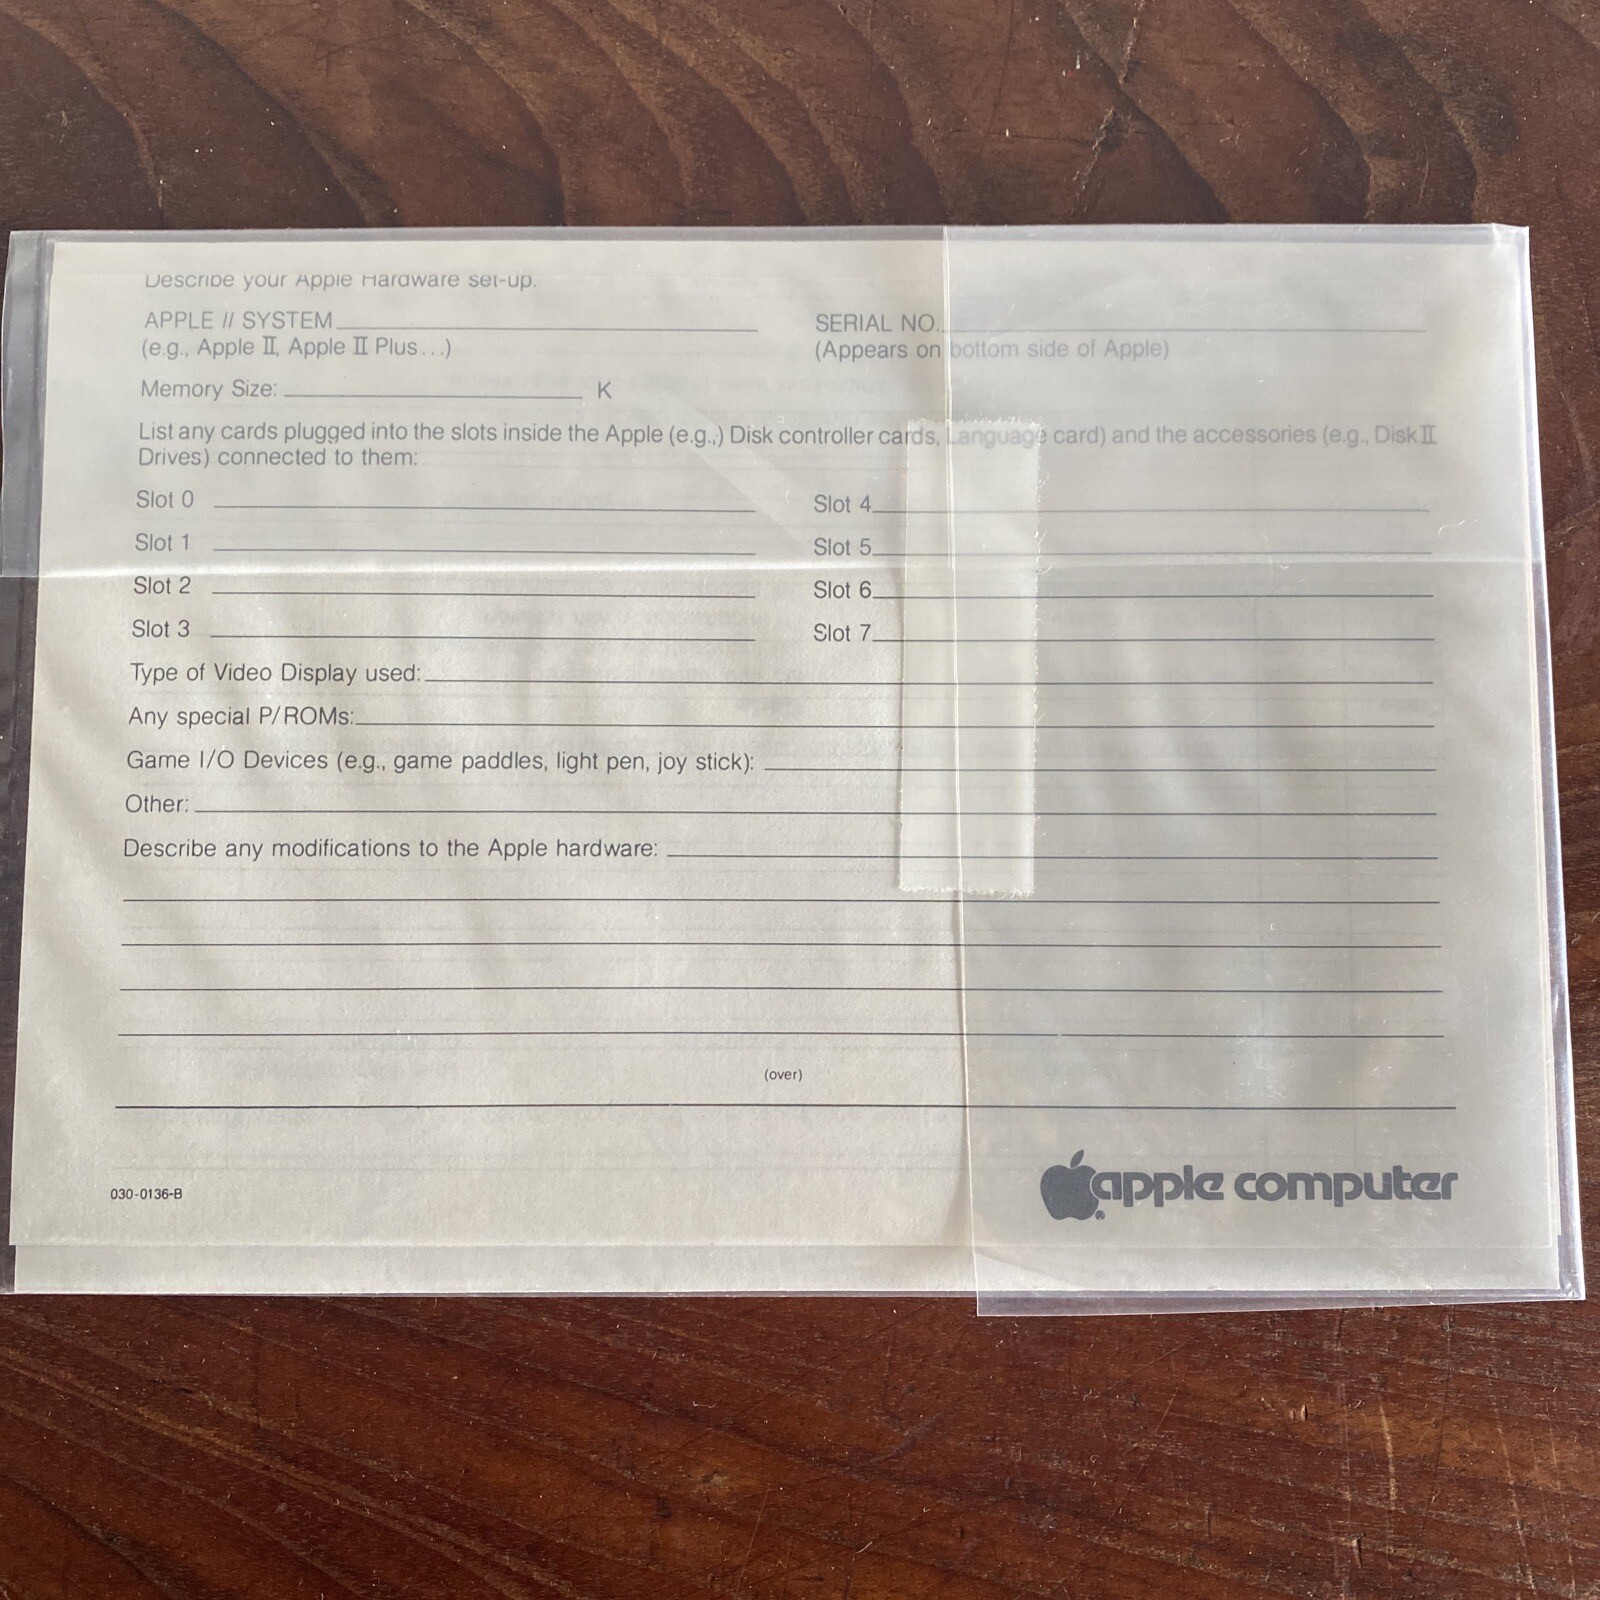 Describe your Apple Hardware set-up.
APPLE // SYSTEM SERIAL NO.
(e.g., Apple II, Apple II Plus...) (Appears on bottom side of Apple)
Memory Size: K
List any cards plugged into the slots inside the Apple (e.g.,) Disk controller cards, Language card) and the accessories (e.g., Disk II
Drives) connected to them:
Slot 0 Slot 4
Slot 1 Slot 5
Slot 2 Slot 6
Slot 3 Slot 7
Type of Video Display used:
Any special P/ROMs:
Game I/O Devices (e.g., game paddles, light pen, joy stick):
Other:
Describe any modifications to the Apple hardware:
(over)
030-0136-B
apple computer